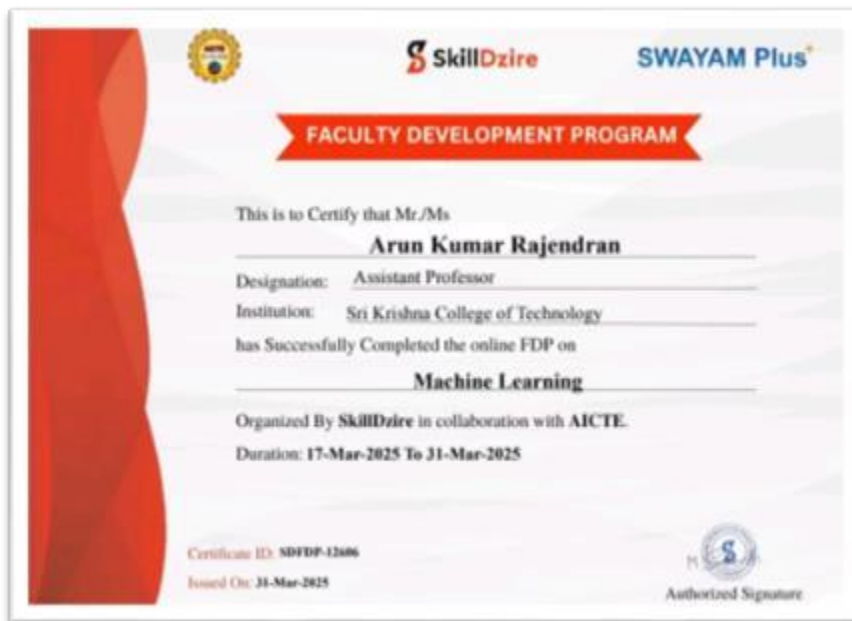 SkillDzire
SWAYAM Plus+
FACULTY DEVELOPMENT PROGRAM
This is to Certify that Mr./Ms
Arun Kumar Rajendran
Designation: Assistant Professor
Institution: Sri Krishna College of Technology
has Successfully Completed the online FDP on
Machine Learning
Organized By SkillDzire in collaboration with AICTE.
Duration: 17-Mar-2025 To 31-Mar-2025
Certificate ID: SDFDP-12606
Issued On: 31-Mar-2025
Authorized Signature